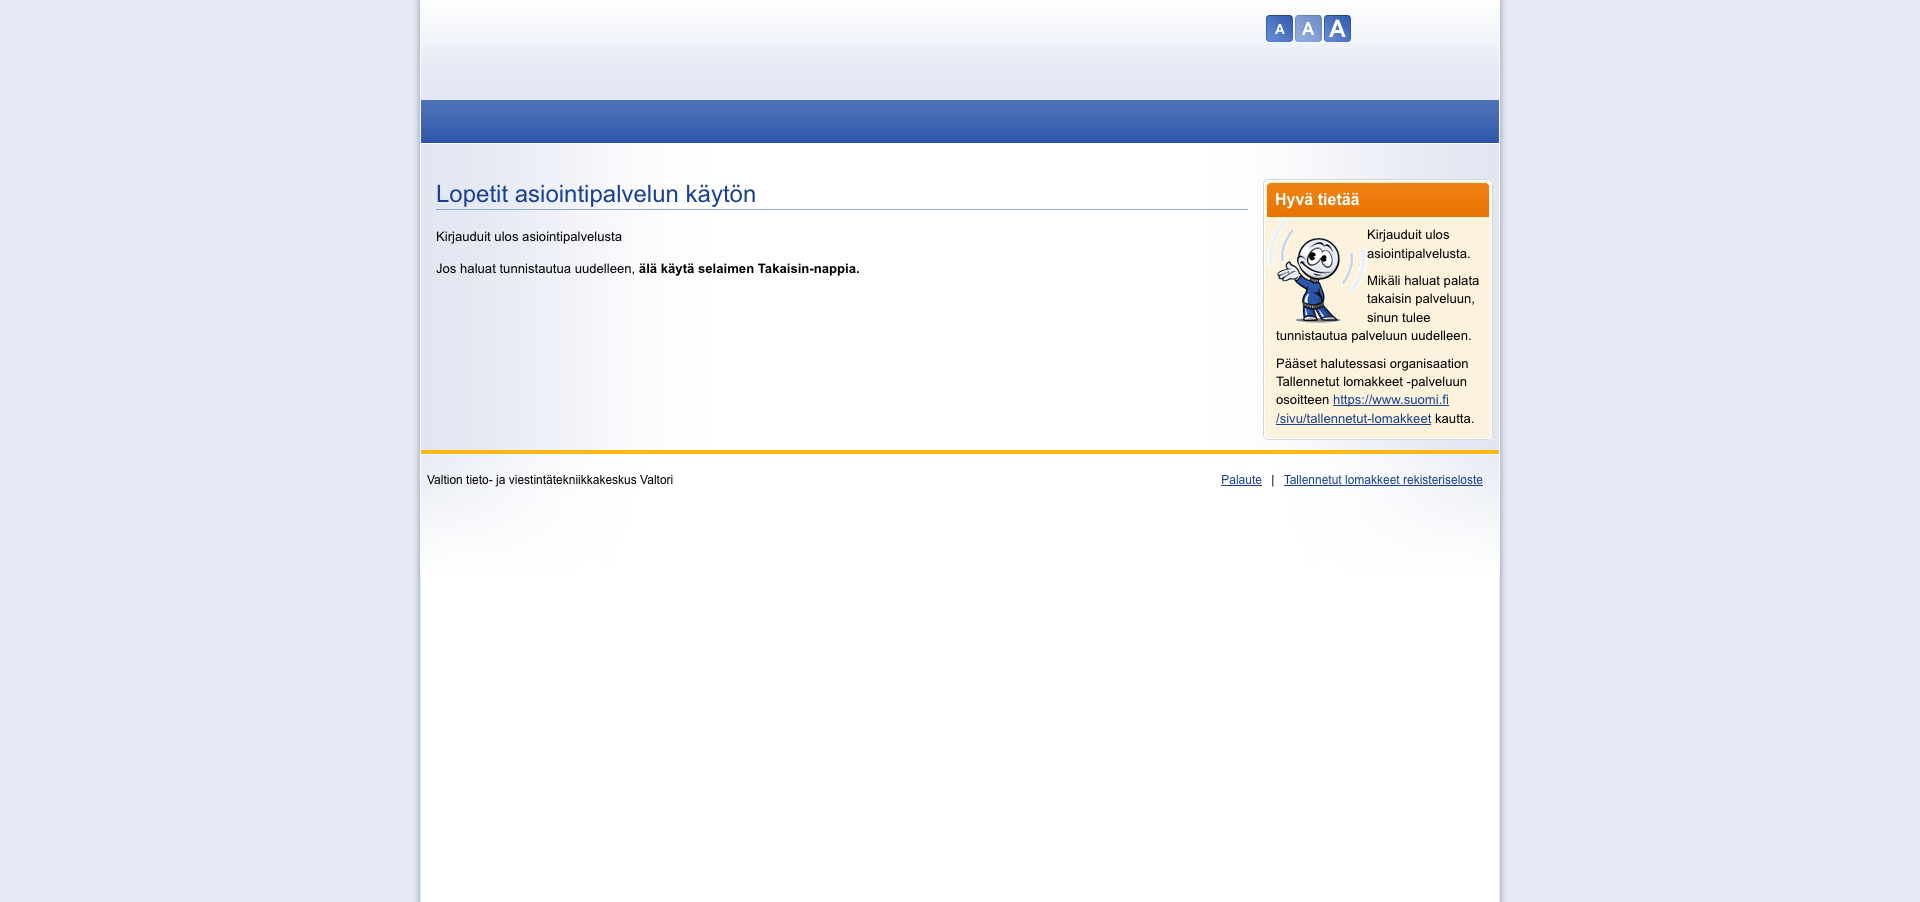 A A A
Lopetit asiointipalvelun käytön
Kirjauduit ulos asiointipalvelusta
Jos haluat tunnistautua uudelleen, älä käytä selaimen Takaisin-nappia.
Hyvä tietää
Kirjauduit ulos
asiointipalvelusta.
Mikäli haluat palata
takaisin palveluun,
sinun tulee
tunnistautua palveluun uudelleen.
Pääset halutessasi organisaation
Tallennetut lomakkeet -palveluun
osoitteen https://www.suomi.fi
/sivu/tallennetut-lomakkeet kautta.
Valtion tieto- ja viestintätekniikkakeskus Valtori
Palaute | Tallennetut lomakkeet rekisteriseloste